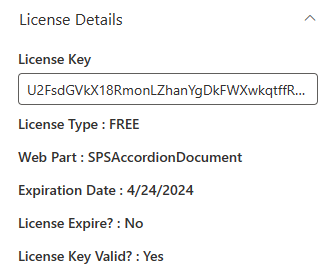 License Details
License Key
U2FsdGVkX18RmonLZhanYgDkFWXwkqtffR...
License Type : FREE
Web Part : SPSAccordionDocument
Expiration Date : 4/24/2024
License Expire? : No
License Key Valid? : Yes